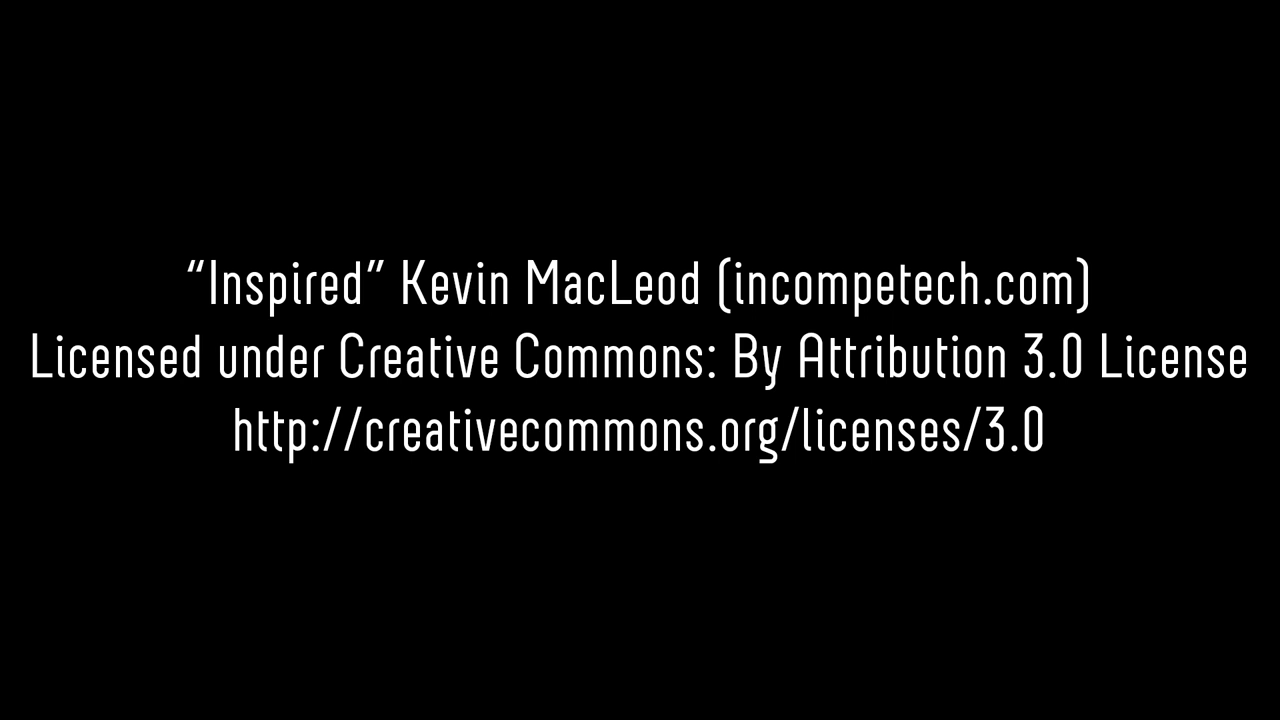 “Inspired” Kevin MacLeod (incompetech.com)
Licensed under Creative Commons: By Attribution 3.0 License
http://creativecommons.org/licenses/3.0